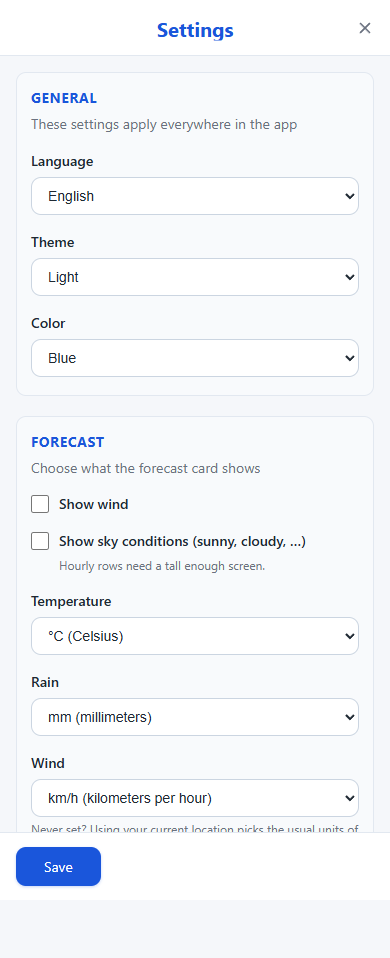 Settings
×
GENERAL
These settings apply everywhere in the app
Language
English
Theme
Light
Color
Blue
FORECAST
Choose what the forecast card shows
Show wind
Show sky conditions (sunny, cloudy, ...)
Hourly rows need a tall enough screen.
Temperature
°C (Celsius)
Rain
mm (millimeters)
Wind
km/h (kilometers per hour)
Never set? Using your current location picks the usual units of
Save